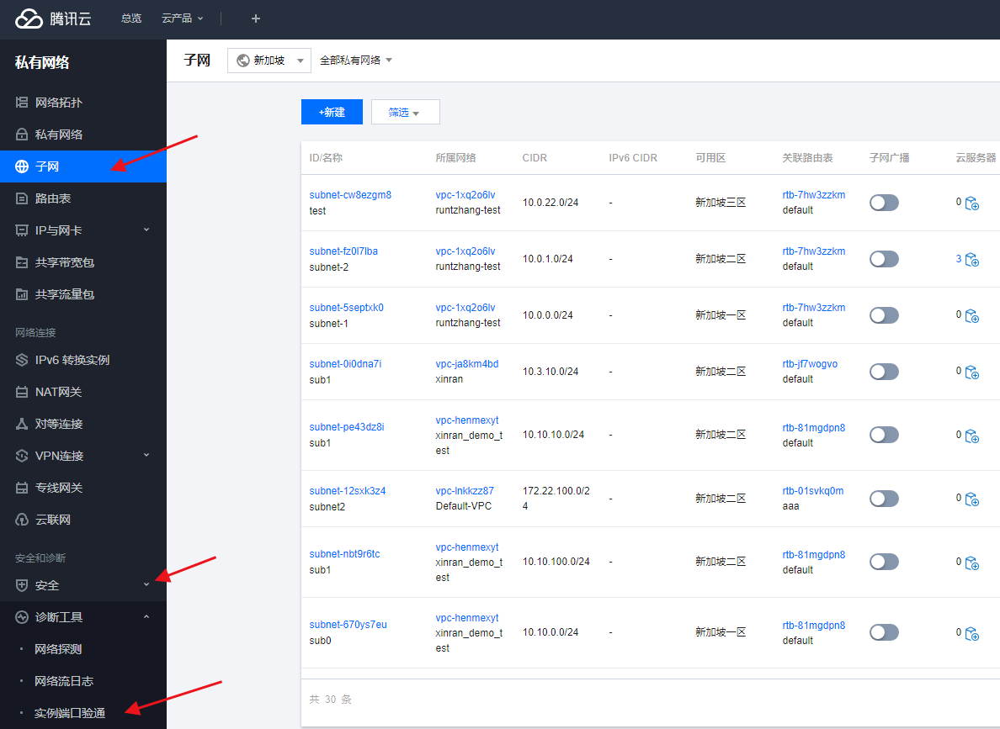 腾讯云 总览 云产品 +
私有网络
网络拓扑
私有网络
子网
路由表
IP与网卡
共享带宽包
共享流量包
网络连接
IPv6 转换实例
NAT网关
对等连接
VPN连接
专线网关
云联网
安全和诊断
安全
诊断工具
· 网络探测
· 网络流日志
· 实例端口验通
子网 新加坡 全部私有网络
+新建 筛选
ID/名称 所属网络 CIDR IPv6 CIDR 可用区 关联路由表 子网广播 云服务器
subnet-cw8ezgm8 vpc-1xq2o6lv rtb-7hw3zzkm
test runtzhang-test 10.0.22.0/24 - 新加坡三区 default 0
subnet-fz0l7lba vpc-1xq2o6lv rtb-7hw3zzkm
subnet-2 runtzhang-test 10.0.1.0/24 - 新加坡二区 default 3
subnet-5septxk0 vpc-1xq2o6lv rtb-7hw3zzkm
subnet-1 runtzhang-test 10.0.0.0/24 - 新加坡一区 default 0
subnet-0i0dna7i vpc-ja8km4bd rtb-jf7wogvo
sub1 xinran 10.3.10.0/24 - 新加坡二区 default 0
subnet-pe43dz8i vpc-henmexyt rtb-81mgdpn8
sub1 xinran_demo_t 10.10.10.0/24 - 新加坡二区 default 0
est
subnet-12sxk3z4 vpc-lnkkzz87 172.22.100.0/2 rtb-01svkq0m
subnet2 Default-VPC 4 - 新加坡二区 aaa 0
subnet-nbt9r6tc vpc-henmexyt rtb-81mgdpn8
sub1 xinran_demo_t 10.10.100.0/24 - 新加坡二区 default 0
est
subnet-670ys7eu vpc-henmexyt rtb-81mgdpn8
sub0 xinran_demo_t 10.10.0.0/24 - 新加坡一区 default 0
est
共 30 条